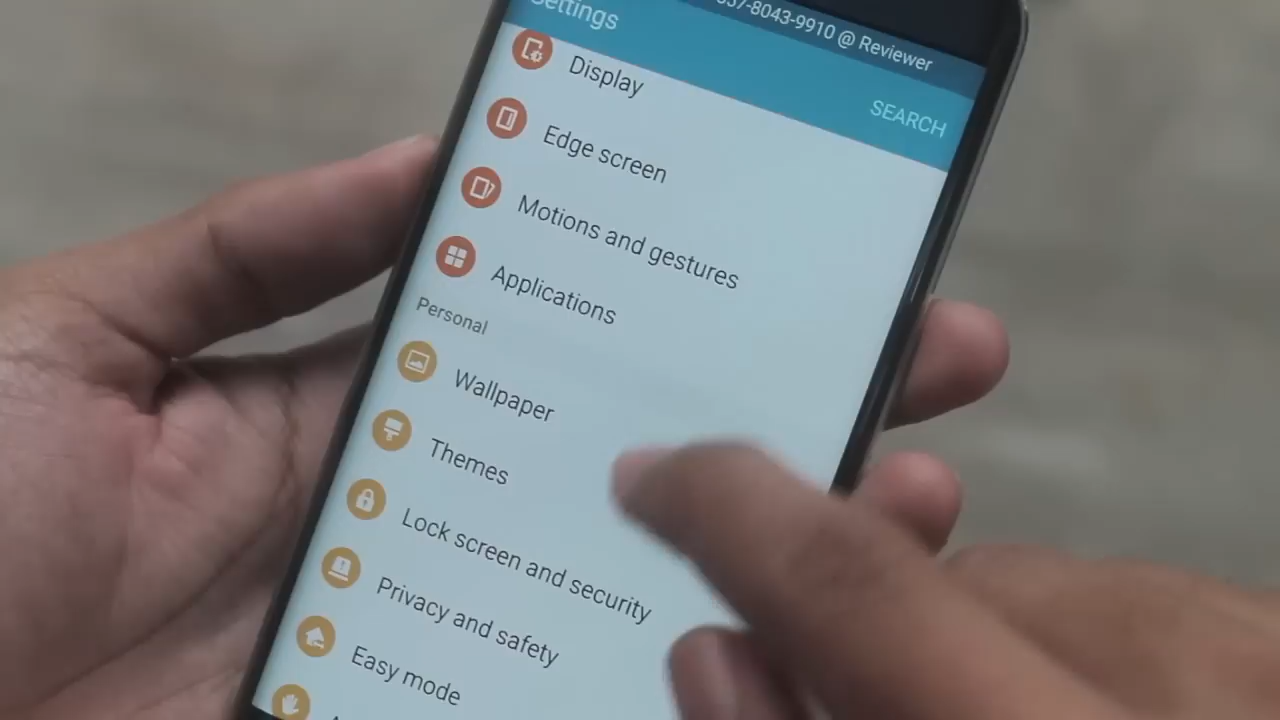 57-8043-9910 @ Reviewer
Settings
SEARCH
Display
Edge screen
Motions and gestures
Applications
Personal
Wallpaper
Themes
Lock screen and security
Privacy and safety
Easy mode